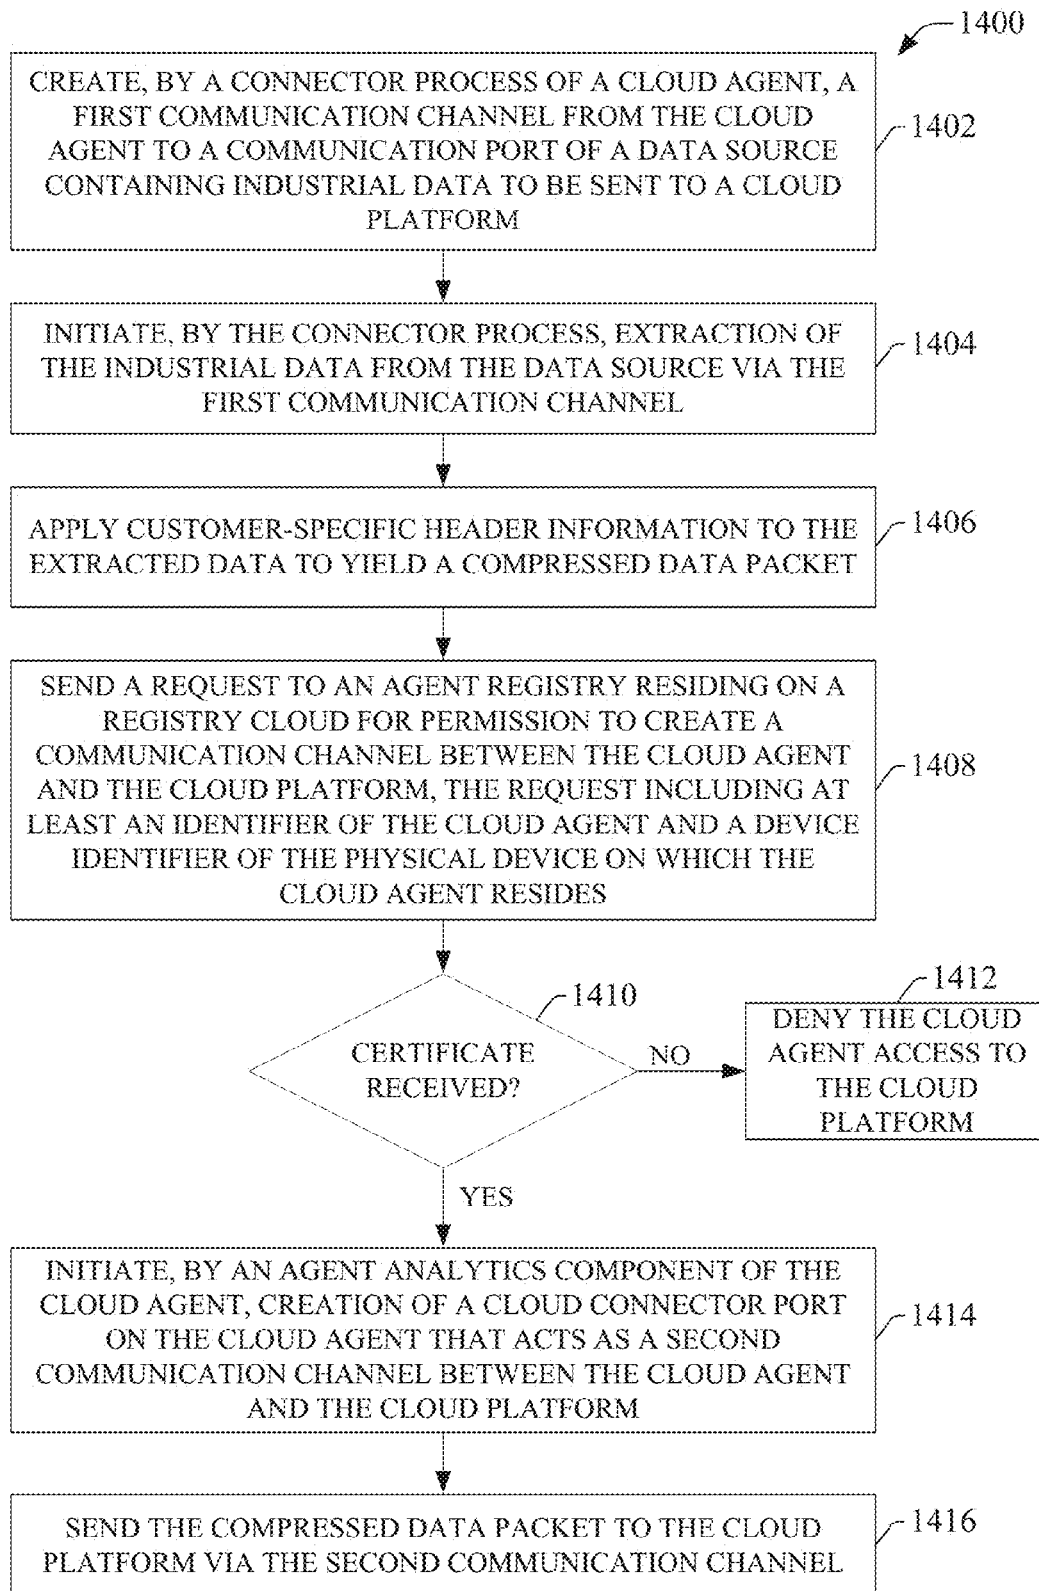 1400
CREATE, BY A CONNECTOR PROCESS OF A CLOUD AGENT, A
FIRST COMMUNICATION CHANNEL FROM THE CLOUD
AGENT TO A COMMUNICATION PORT OF A DATA SOURCE
CONTAINING INDUSTRIAL DATA TO BE SENT TO A CLOUD
PLATFORM
1402
INITIATE, BY THE CONNECTOR PROCESS, EXTRACTION OF
THE INDUSTRIAL DATA FROM THE DATA SOURCE VIA THE
FIRST COMMUNICATION CHANNEL
1404
APPLY CUSTOMER-SPECIFIC HEADER INFORMATION TO THE
EXTRACTED DATA TO YIELD A COMPRESSED DATA PACKET
1406
SEND A REQUEST TO AN AGENT REGISTRY RESIDING ON A
REGISTRY CLOUD FOR PERMISSION TO CREATE A
COMMUNICATION CHANNEL BETWEEN THE CLOUD AGENT
AND THE CLOUD PLATFORM, THE REQUEST INCLUDING AT
LEAST AN IDENTIFIER OF THE CLOUD AGENT AND A DEVICE
IDENTIFIER OF THE PHYSICAL DEVICE ON WHICH THE
CLOUD AGENT RESIDES
1408
CERTIFICATE
RECEIVED?
1410
NO
1412
DENY THE CLOUD
AGENT ACCESS TO
THE CLOUD
PLATFORM
YES
INITIATE, BY AN AGENT ANALYTICS COMPONENT OF THE
CLOUD AGENT, CREATION OF A CLOUD CONNECTOR PORT
ON THE CLOUD AGENT THAT ACTS AS A SECOND
COMMUNICATION CHANNEL BETWEEN THE CLOUD AGENT
AND THE CLOUD PLATFORM
1414
SEND THE COMPRESSED DATA PACKET TO THE CLOUD
PLATFORM VIA THE SECOND COMMUNICATION CHANNEL
1416